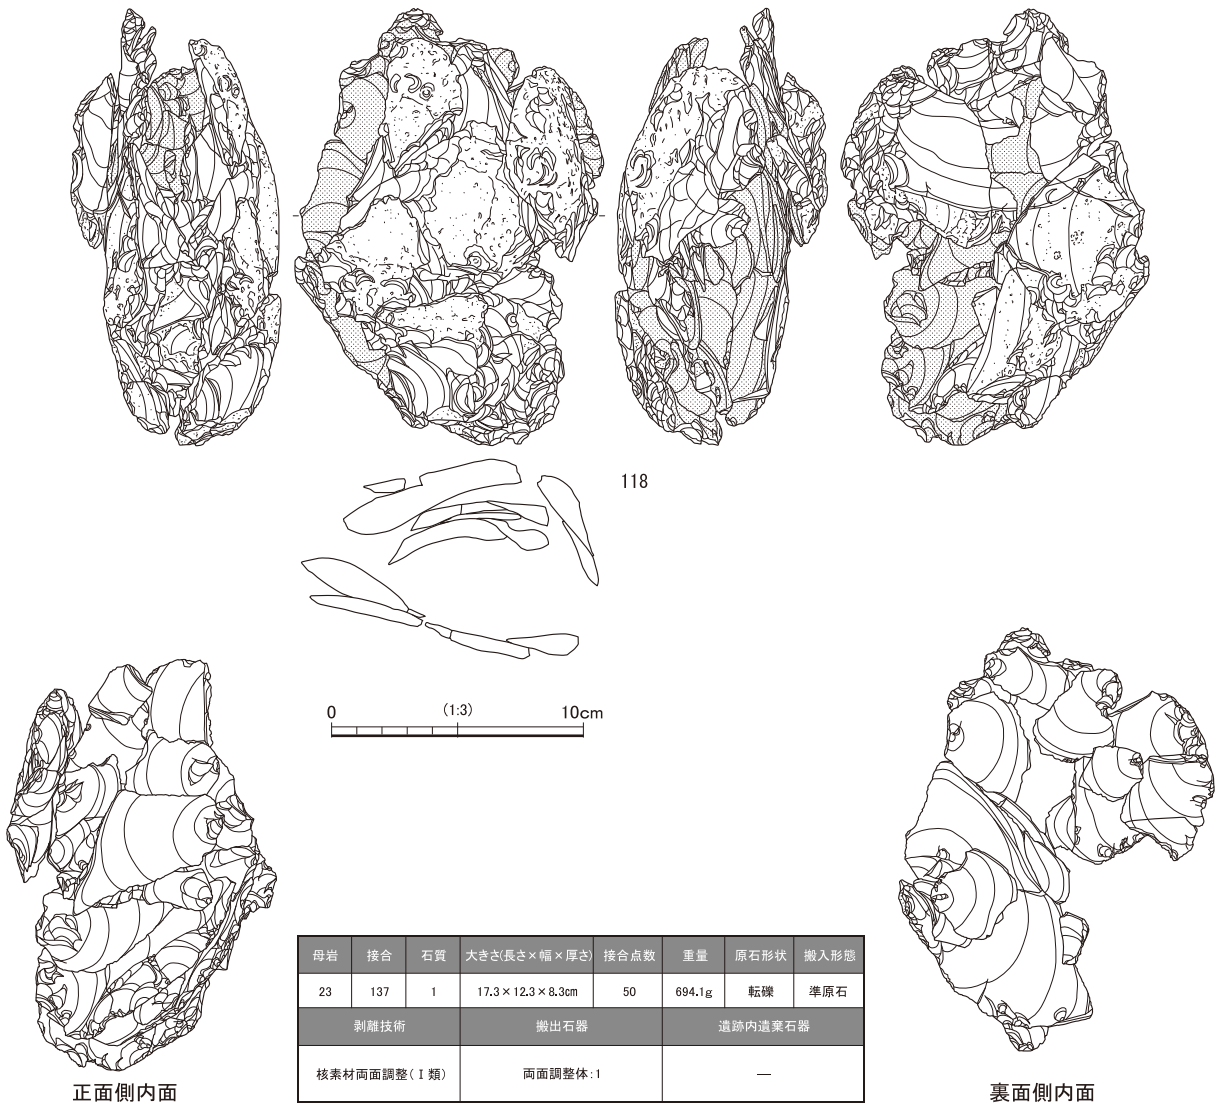 118
0 (1:3) 10cm
母岩 接合 石質 大きさ(長さ×幅×厚さ) 接合点数 重量 原石形状 搬入形態
23 137 1 17.3×12.3×8.3cm 50 694.1g 転礫 準原石
剥離技術 搬出石器 遺跡内遺棄石器
核素材両面調整(Ⅰ類) 両面調整体:1 ―
正面側内面 裏面側内面